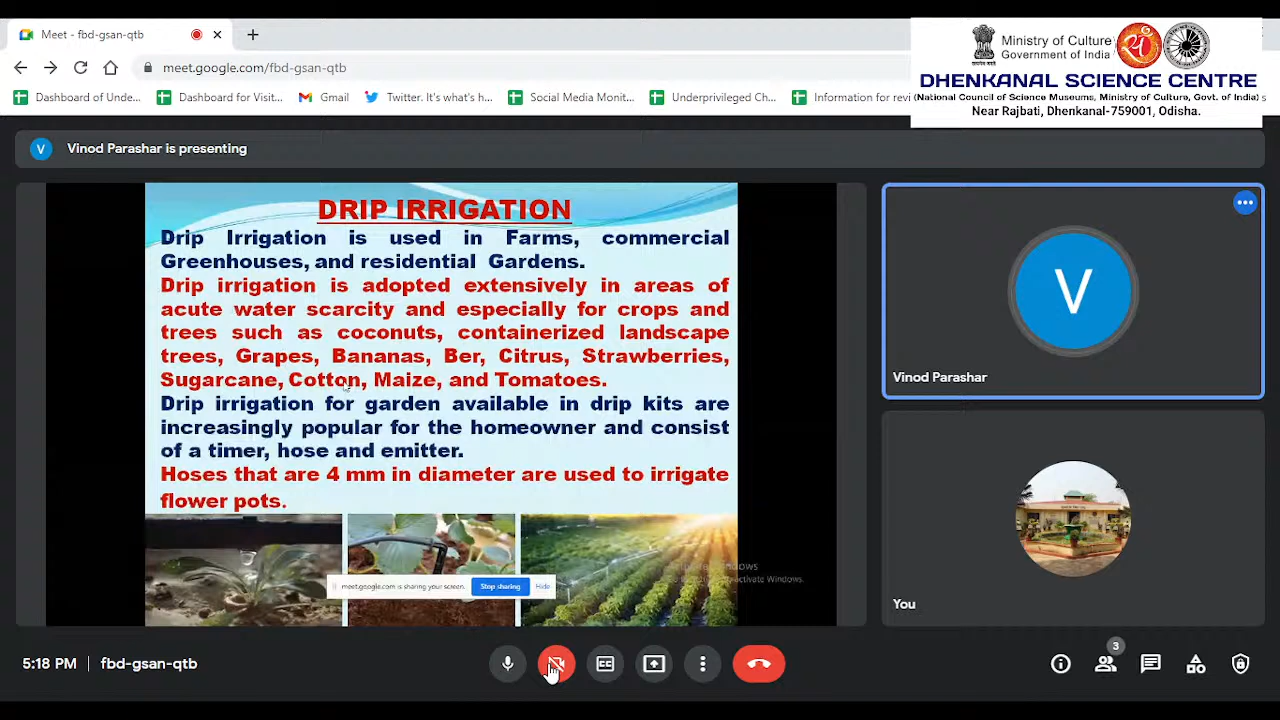 Meet - fbd-gsan-qtb
meet.google.com/fbd-gsan-qtb
Dashboard of Unde...
Dashboard for Visit...
Gmail
Twitter. It's what's h...
Social Media Monit...
Underprivileged Ch...
Information for revi
Ministry of Culture
Government of India
DHENKANAL SCIENCE CENTRE
(National Council of Science Museums, Ministry of Culture, Govt. of India)
Near Rajbati, Dhenkanal-759001, Odisha.
V
Vinod Parashar is presenting
DRIP IRRIGATION
Drip Irrigation is used in Farms, commercial
Greenhouses, and residential Gardens.
Drip irrigation is adopted extensively in areas of
acute water scarcity and especially for crops and
trees such as coconuts, containerized landscape
trees, Grapes, Bananas, Ber, Citrus, Strawberries,
Sugarcane, Cotton, Maize, and Tomatoes.
Drip irrigation for garden available in drip kits are
increasingly popular for the homeowner and consist
of a timer, hose and emitter.
Hoses that are 4 mm in diameter are used to irrigate
flower pots.
meet.google.com is sharing your screen.
Stop sharing
Hide
activate Windows.
V
Vinod Parashar
You
5:18 PM
fbd-gsan-qtb
CC
3